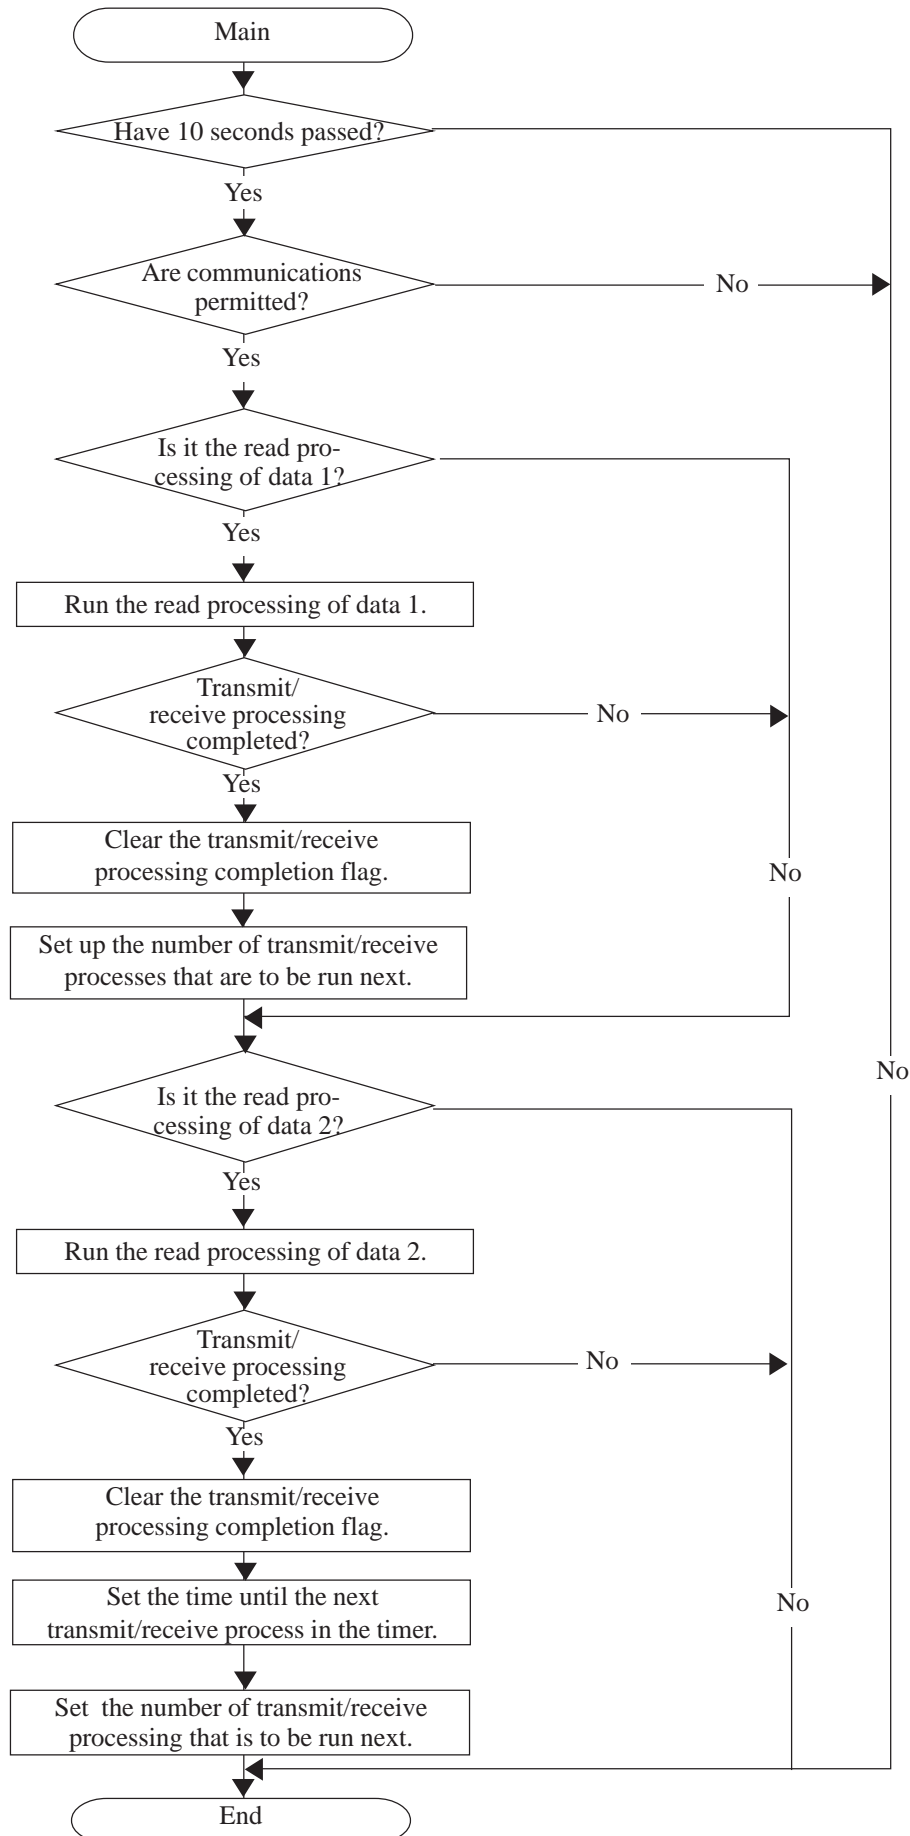 Main
Have 10 seconds passed?
Yes
Are communications
permitted?
No
Yes
Is it the read pro-
cessing of data 1?
Yes
Run the read processing of data 1.
Transmit/
receive processing
completed?
No
Yes
Clear the transmit/receive
processing completion flag.
No
Set up the number of transmit/receive
processes that are to be run next.
No
Is it the read pro-
cessing of data 2?
Yes
Run the read processing of data 2.
Transmit/
receive processing
completed?
No
Yes
Clear the transmit/receive
processing completion flag.
Set the time until the next
transmit/receive process in the timer.
No
Set  the number of transmit/receive
processing that is to be run next.
End